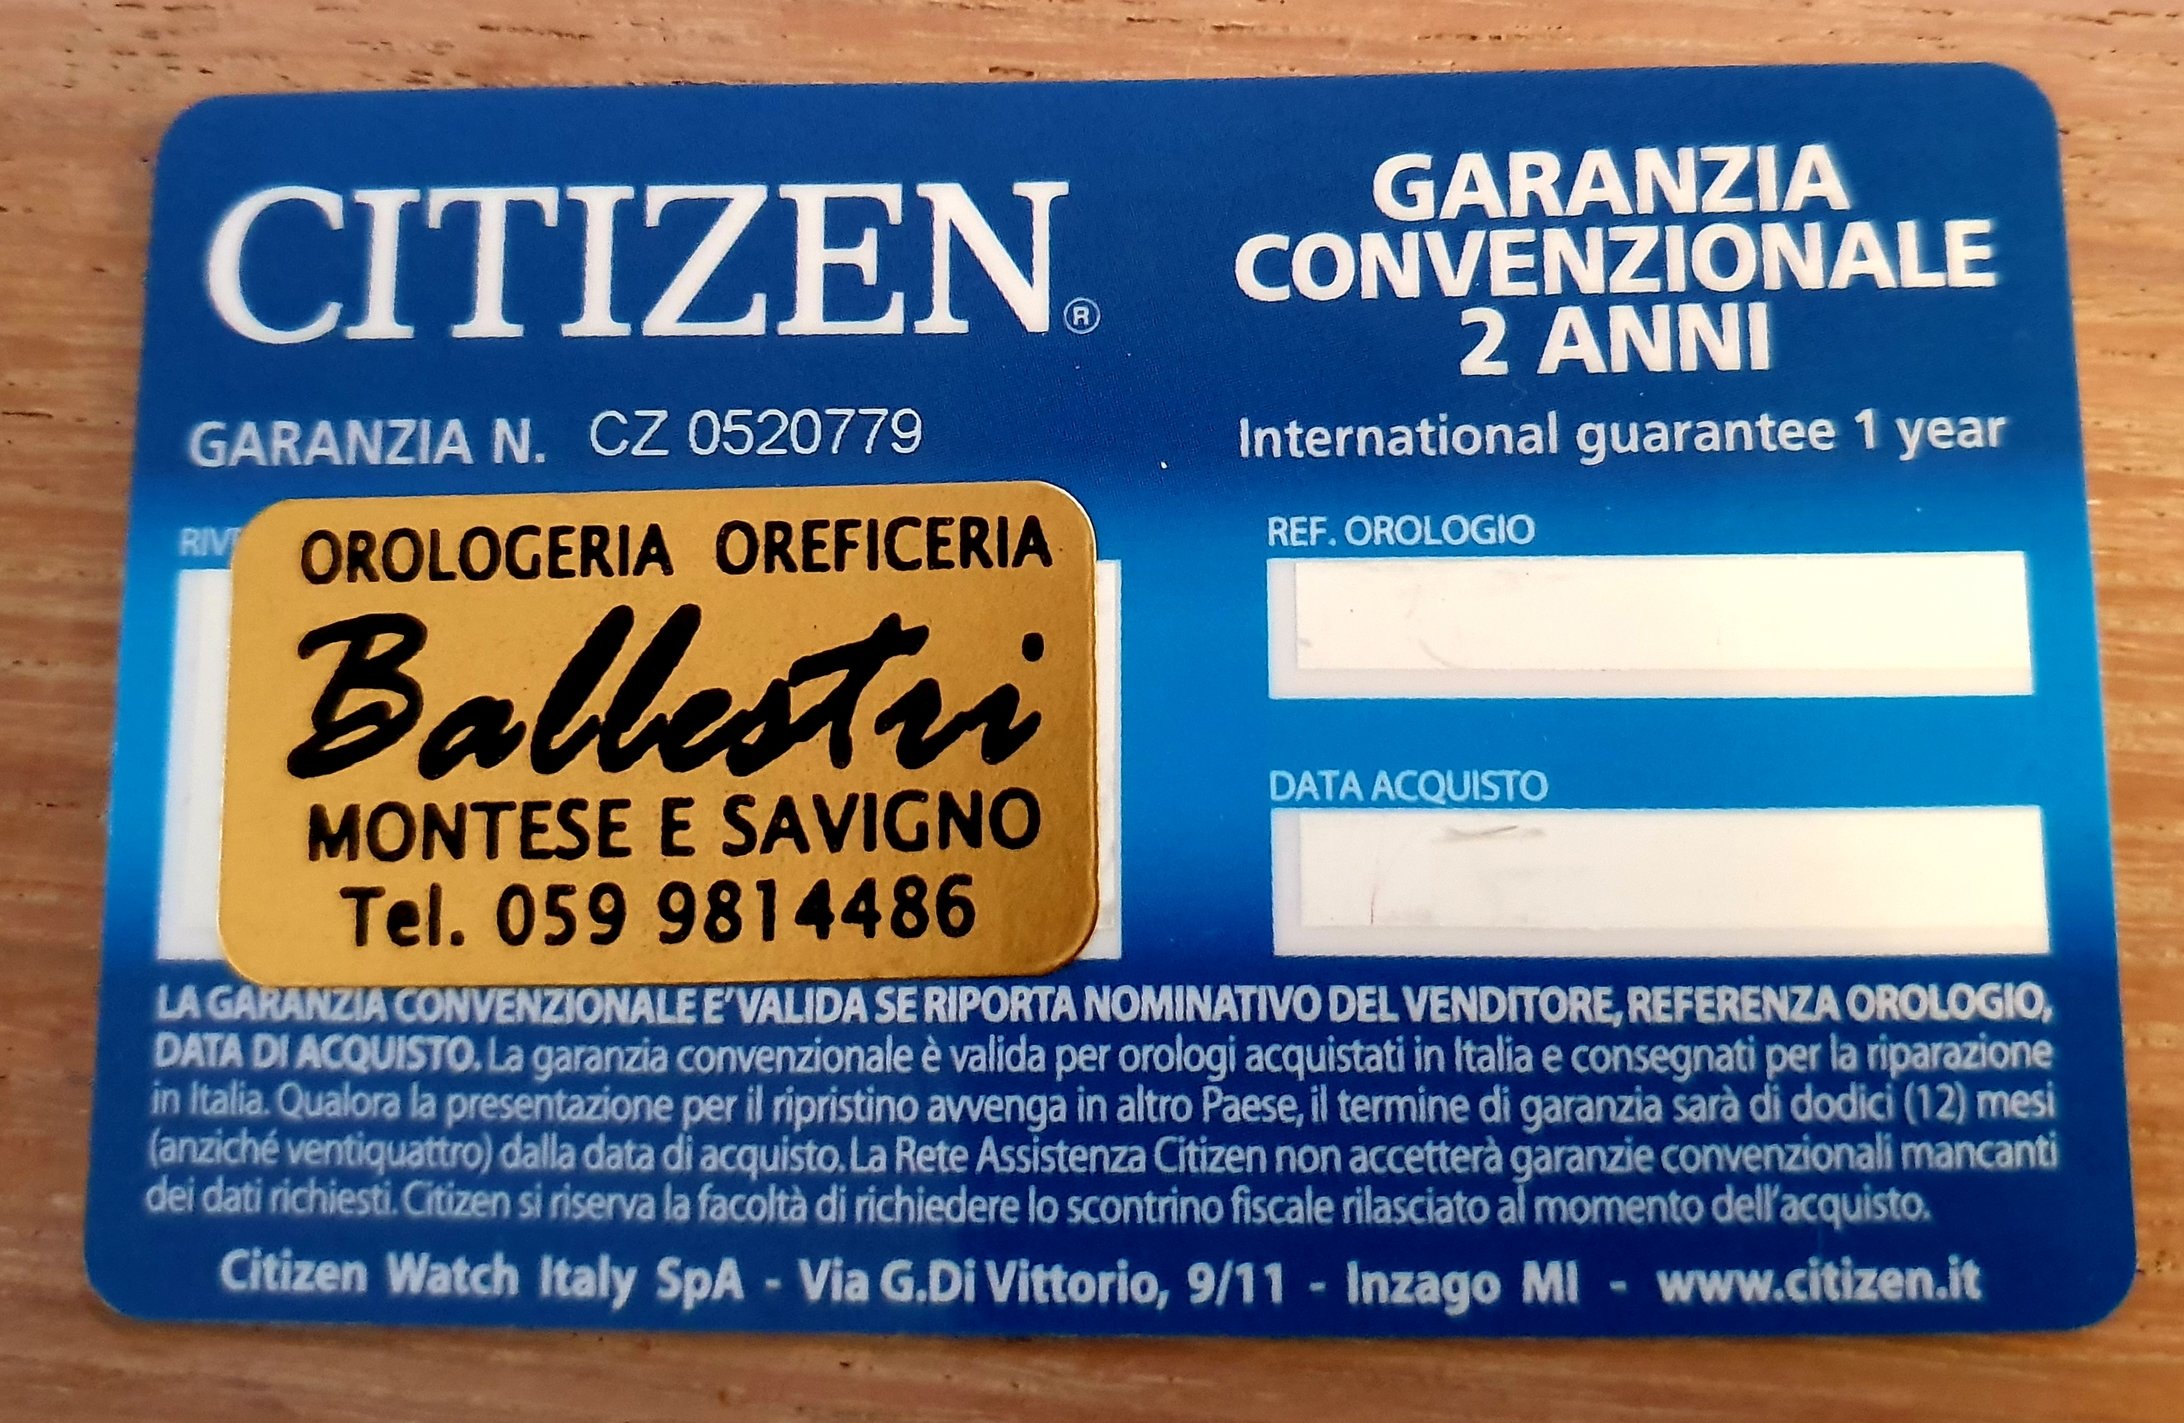 CITIZEN®
GARANZIA
CONVENZIONALE
2 ANNI
GARANZIA N. CZ 0520779
International guarantee 1 year
OROLOGERIA OREFICERIA
Ballestri
MONTESE E SAVIGNO
Tel. 059 9814486
REF. OROLOGIO
DATA ACQUISTO
LA GARANZIA CONVENZIONALE E' VALIDA SE RIPORTA NOMINATIVO DEL VENDITORE, REFERENZA OROLOGIO,
DATA DI ACQUISTO. La garanzia convenzionale è valida per orologi acquistati in Italia e consegnati per la riparazione
in Italia. Qualora la presentazione per il ripristino avvenga in altro Paese, il termine di garanzia sarà di dodici (12) mesi
(anziché ventiquattro) dalla data di acquisto. La Rete Assistenza Citizen non accetterà garanzie convenzionali mancanti
dei dati richiesti. Citizen si riserva la facoltà di richiedere lo scontrino fiscale rilasciato al momento dell'acquisto.
Citizen Watch Italy SpA - Via G.Di Vittorio, 9/11 - Inzago MI - www.citizen.it